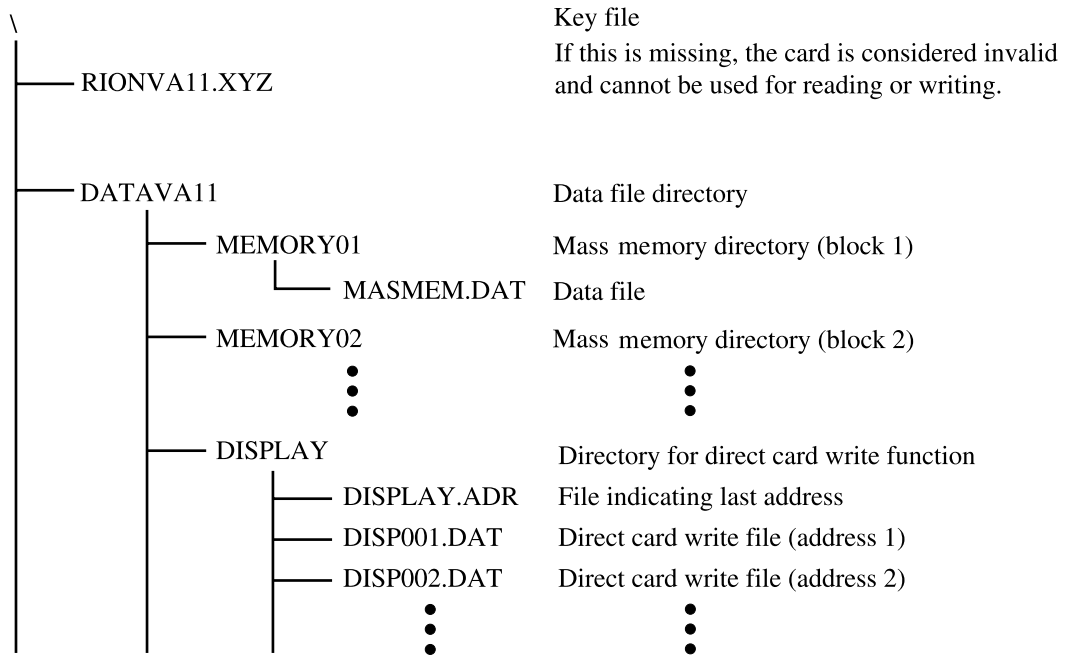 \
Key file
If this is missing, the card is considered invalid
RIONVA11.XYZ and cannot be used for reading or writing.
DATAVA11 Data file directory
MEMORY01 Mass memory directory (block 1)
MASMEM.DAT Data file
MEMORY02 Mass memory directory (block 2)
DISPLAY Directory for direct card write function
DISPLAY.ADR File indicating last address
DISP001.DAT Direct card write file (address 1)
DISP002.DAT Direct card write file (address 2)